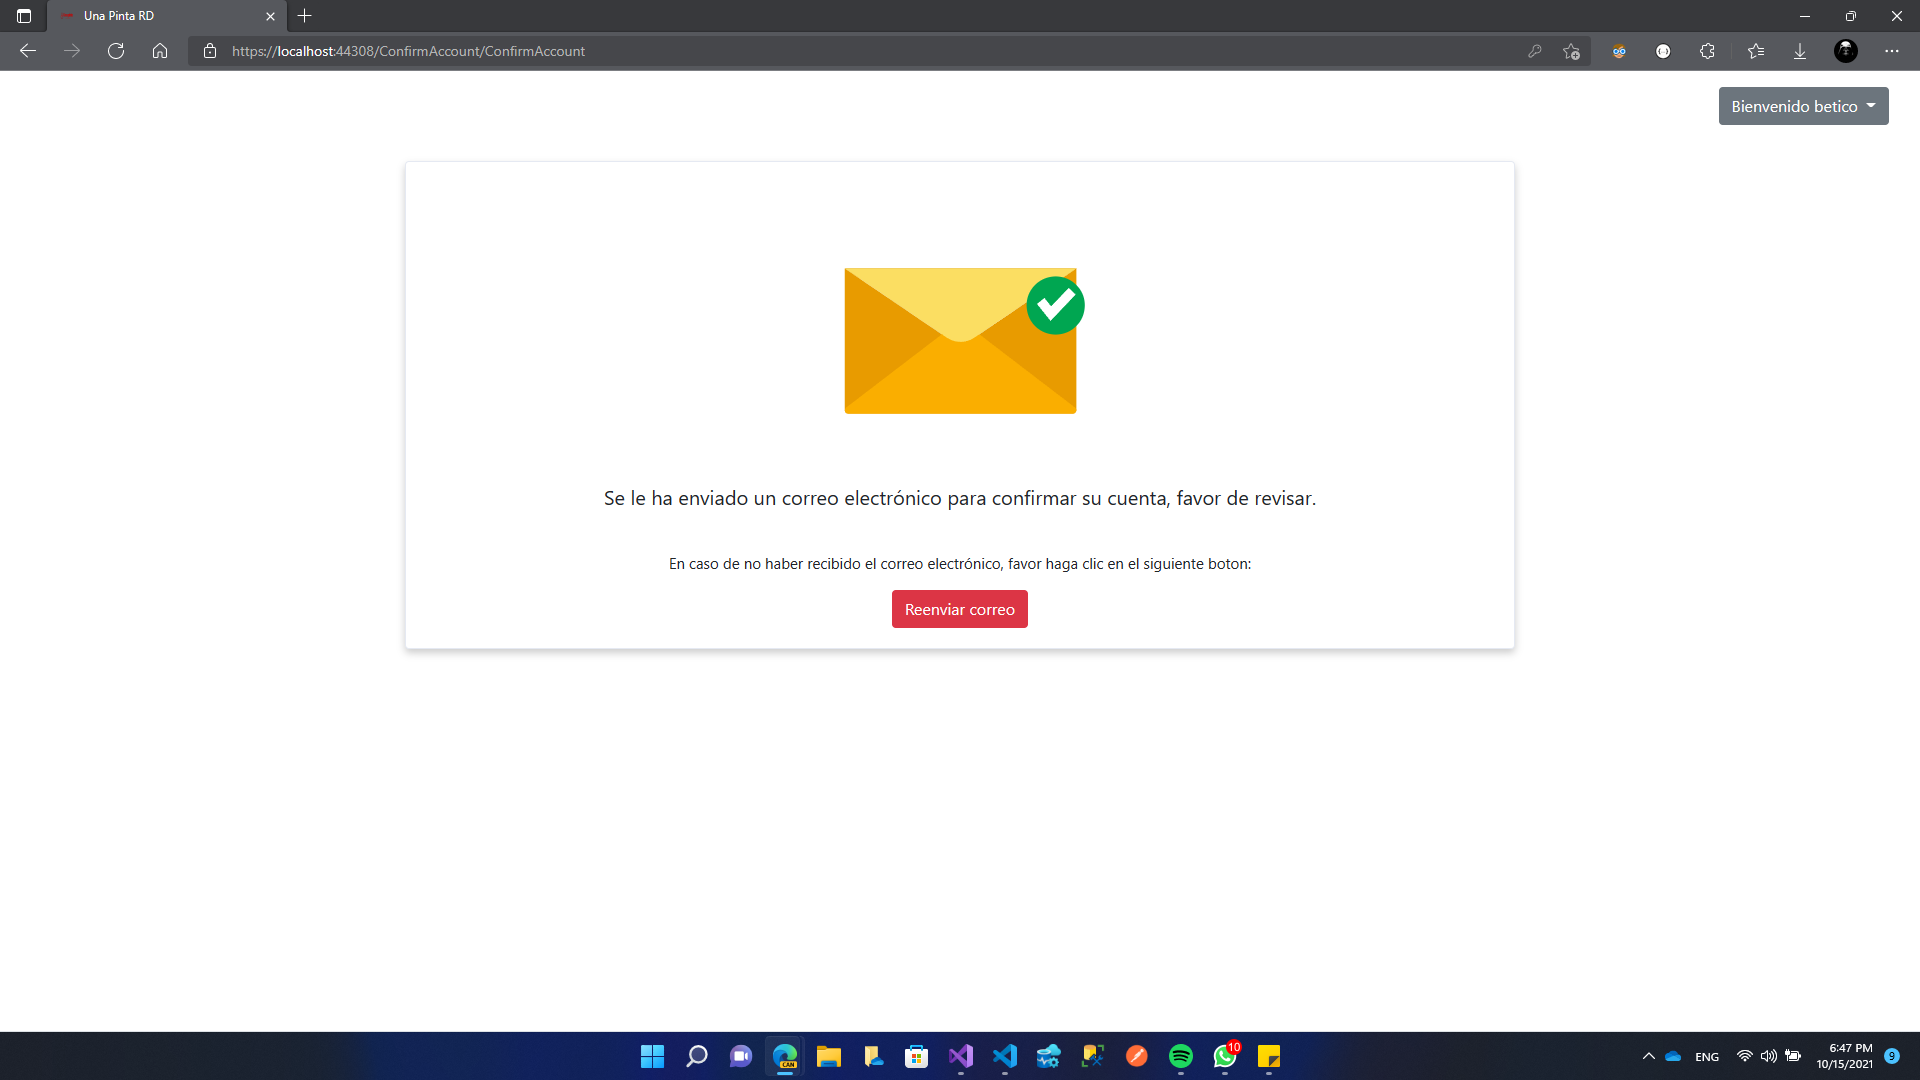 Una Pinta RD
https://localhost:44308/ConfirmAccount/ConfirmAccount
Bienvenido betico
Se le ha enviado un correo electrónico para confirmar su cuenta, favor de revisar.
En caso de no haber recibido el correo electrónico, favor haga clic en el siguiente boton:
Reenviar correo
CAN
10
ENG
6:47 PM
10/15/2021
9